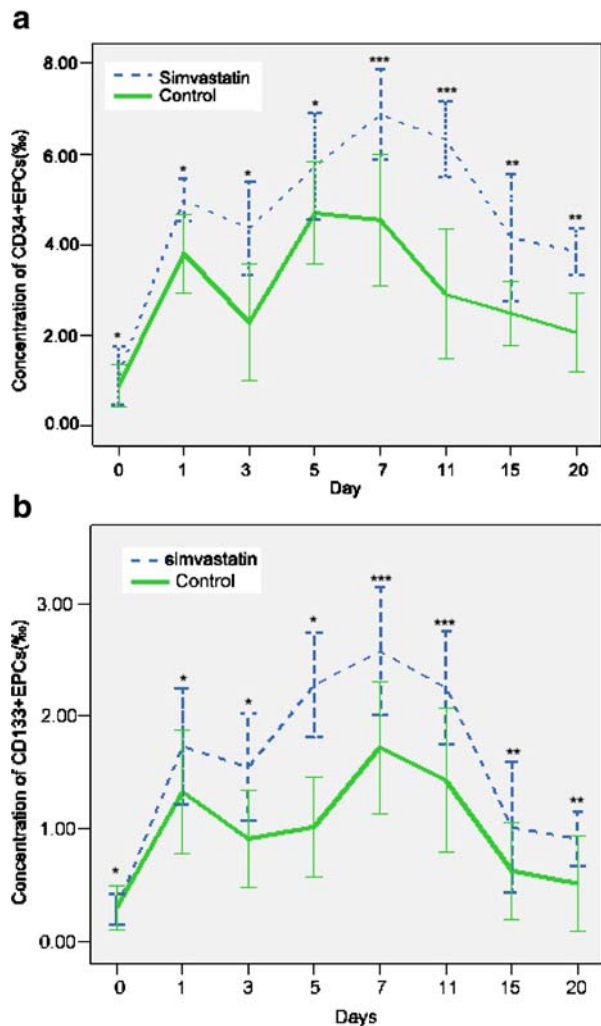 a
Simvastatin
Control
Concentration of CD34+EPCs(‰)
8.00
6.00
4.00
2.00
0.00
* * * * *** *** ** **
0 1 3 5 7 11 15 20
Day
b
simvastatin
Control
Concentration of CD133+EPCs(‰)
3.00
2.00
1.00
0.00
* * * * *** *** ** **
0 1 3 5 7 11 15 20
Days